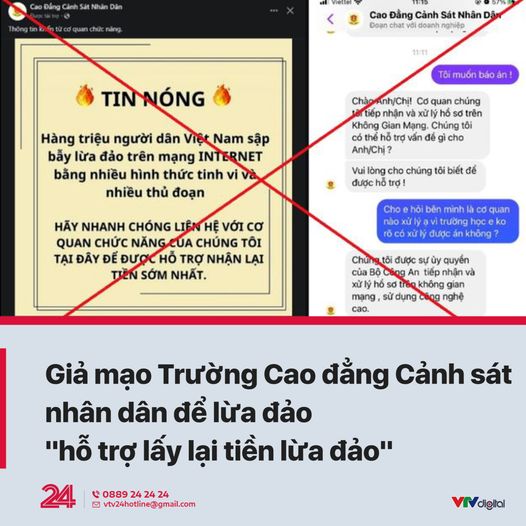 Cao Đẳng Cảnh Sát Nhân Dân
Được tài trợ
Thông tin khẩn từ cơ quan chức năng.
TIN NÓNG
Hàng triệu người dân Việt Nam sập
bẫy lừa đảo trên mạng INTERNET
bằng nhiều hình thức tinh vi và
nhiều thủ đoạn
HÃY NHANH CHÓNG LIÊN HỆ VỚI CƠ
QUAN CHỨC NĂNG CỦA CHÚNG TÔI
TẠI ĐÂY ĐỂ ĐƯỢC HỖ TRỢ NHẬN LẠI
TIỀN SỚM NHẤT.
Viettel
11:15
57%
Cao Đẳng Cảnh Sát Nhân Dân
Đoạn chat với doanh nghiệp
11:11
Tôi muốn báo án !
Chào Anh/Chị! Cơ quan chúng
tôi tiếp nhận và xử lý hồ sơ trên
Không Gian Mạng. Chúng tôi
có thể hỗ trợ vấn đề gì cho
Anh/Chị ?
Vui lòng cho chúng tôi biết để
được hỗ trợ !
Cho e hỏi bên mình là cơ quan
nào xử lý ạ vì trường học e ko
rõ có xử lý được án không ?
11:11
Chúng tôi được sự ủy quyền
của Bộ Công An tiếp nhận và
xử lý hồ sơ trên không gian
mạng , sử dụng công nghệ
cao.
Giả mạo Trường Cao đẳng Cảnh sát
nhân dân để lừa đảo
"hỗ trợ lấy lại tiền lừa đảo"
24
0889 24 24 24
vtv24hotline@gmail.com
VTVdigital